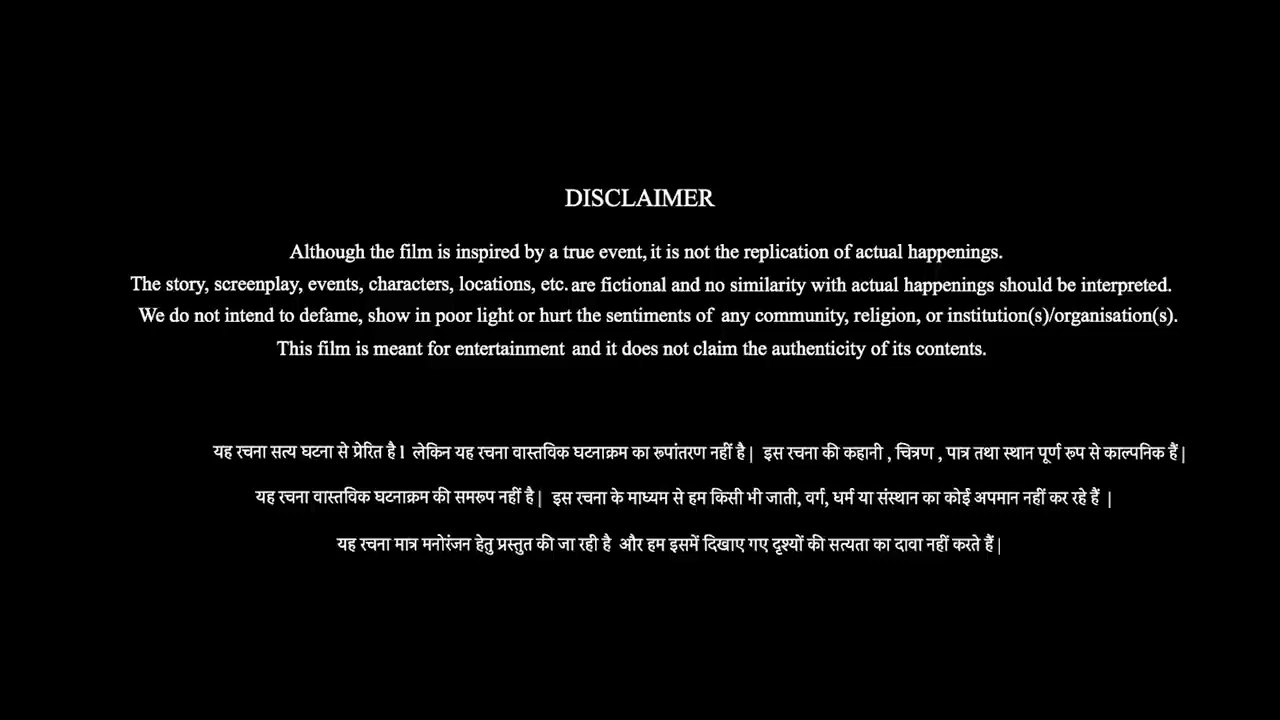 DISCLAIMER
Although the film is inspired by a true event, it is not the replication of actual happenings.
The story, screenplay, events, characters, locations, etc. are fictional and no similarity with actual happenings should be interpreted.
We do not intend to defame, show in poor light or hurt the sentiments of any community, religion, or institution(s)/organisation(s).
This film is meant for entertainment and it does not claim the authenticity of its contents.
यह रचना सत्य घटना से प्रेरित है l लेकिन यह रचना वास्तविक घटनाक्रम का रूपांतरण नहीं है | इस रचना की कहानी , चित्रण , पात्र तथा स्थान पूर्ण रूप से काल्पनिक हैं |
यह रचना वास्तविक घटनाक्रम की समरूप नहीं है | इस रचना के माध्यम से हम किसी भी जाती, वर्ग, धर्म या संस्थान का कोई अपमान नहीं कर रहे हैं |
यह रचना मात्र मनोरंजन हेतु प्रस्तुत की जा रही है और हम इसमें दिखाए गए दृश्यों की सत्यता का दावा नहीं करते हैं |